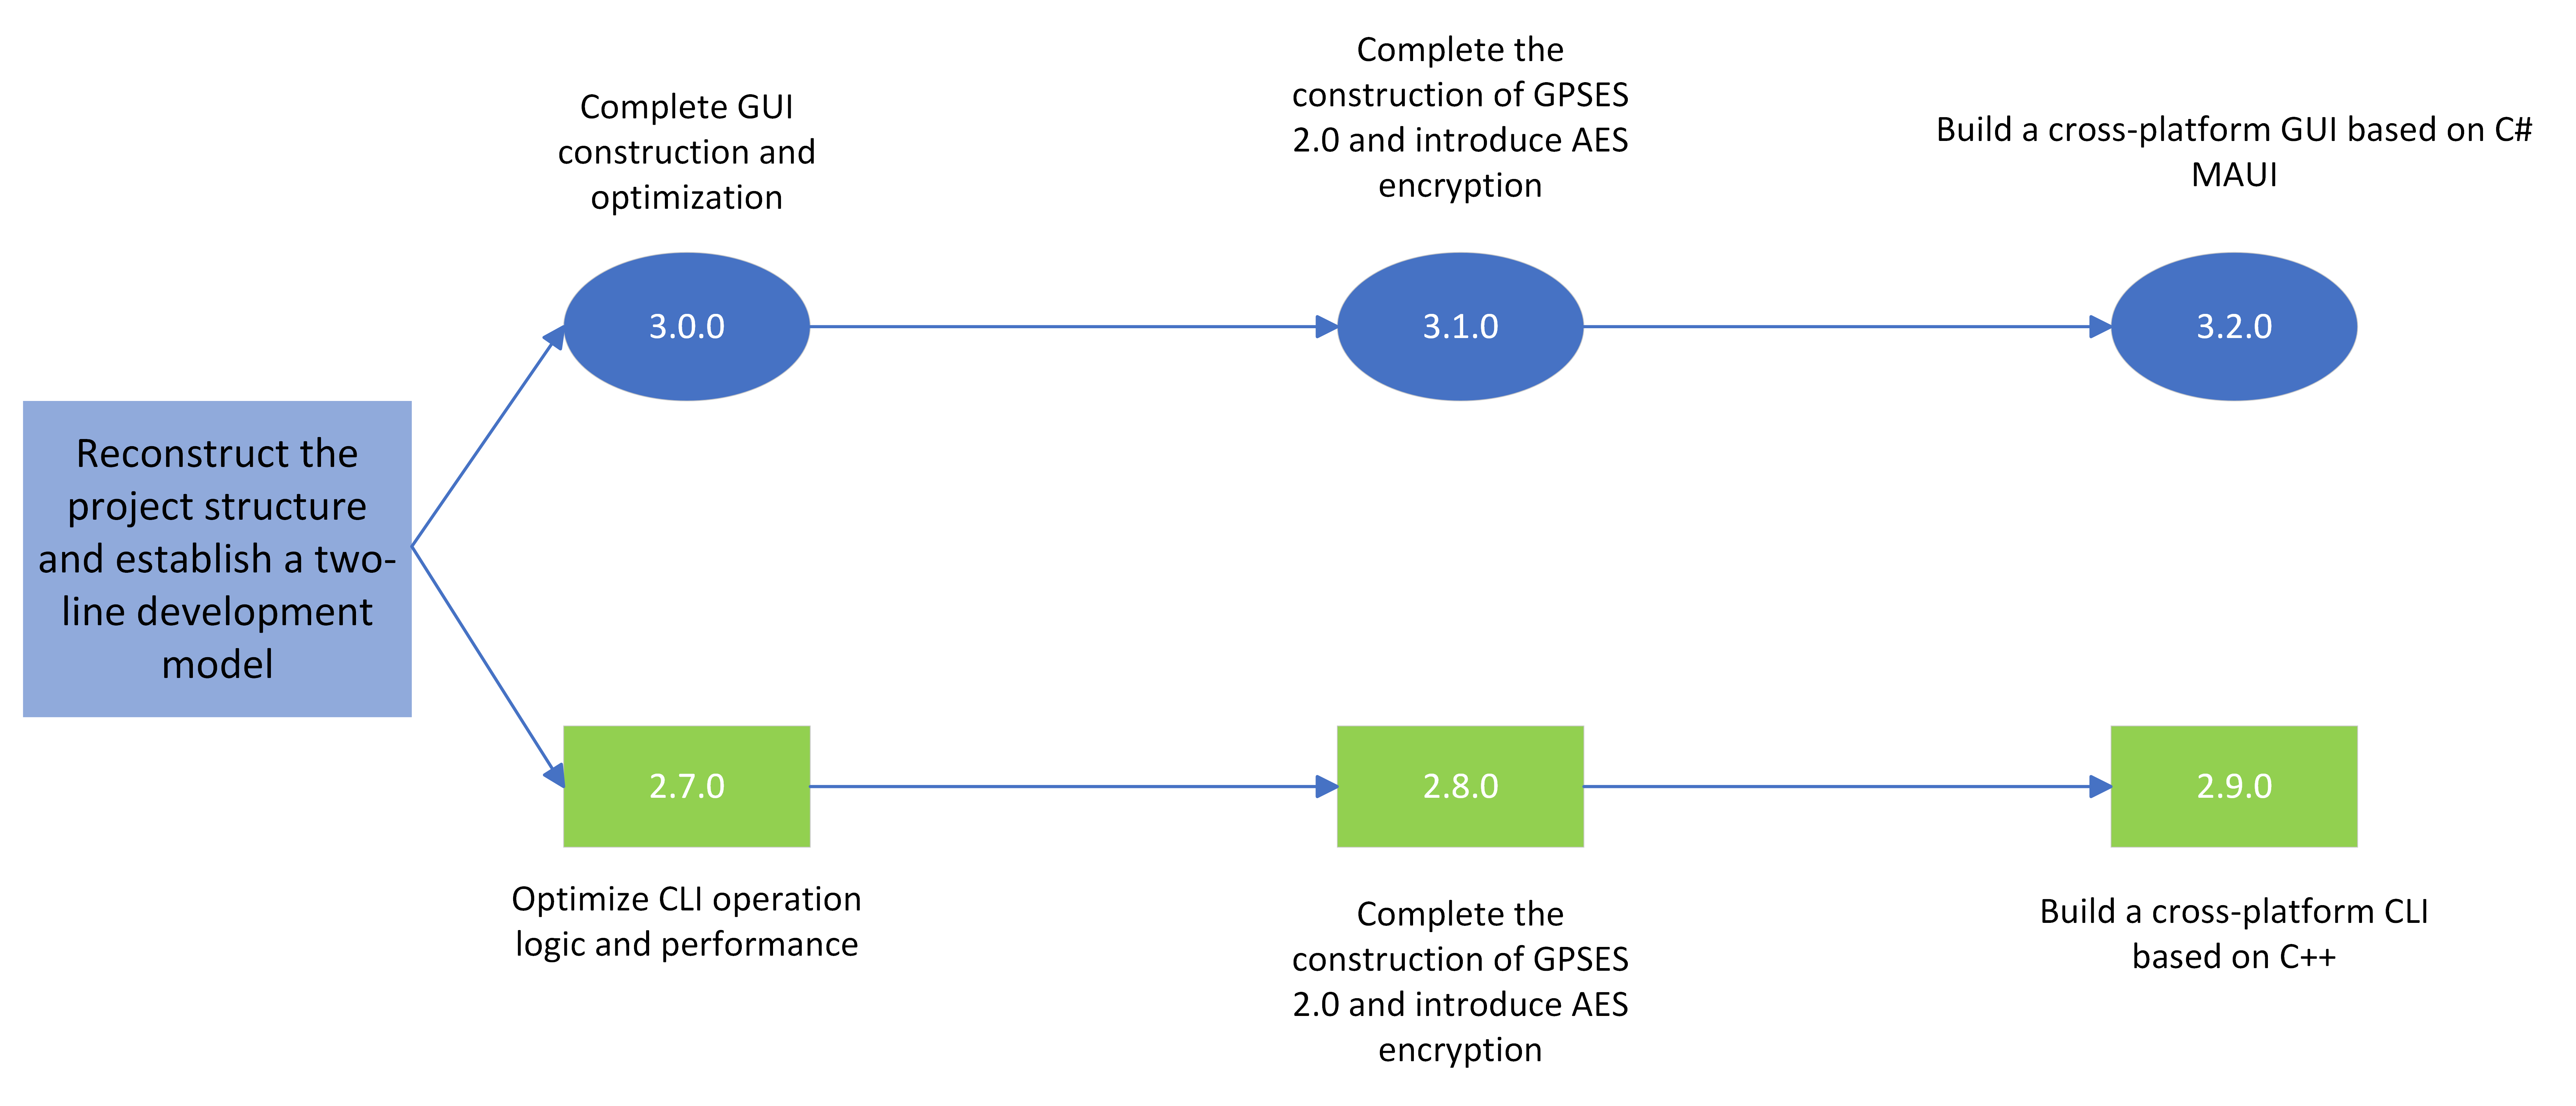 Complete GUI
construction and
optimization
Complete the
construction of GPSES
2.0 and introduce AES
encryption
Build a cross-platform GUI based on C#
MAUI
3.0.0
3.1.0
3.2.0
Reconstruct the
project structure
and establish a two-
line development
model
2.7.0
2.8.0
2.9.0
Optimize CLI operation
logic and performance
Complete the
construction of GPSES
2.0 and introduce AES
encryption
Build a cross-platform CLI
based on C++